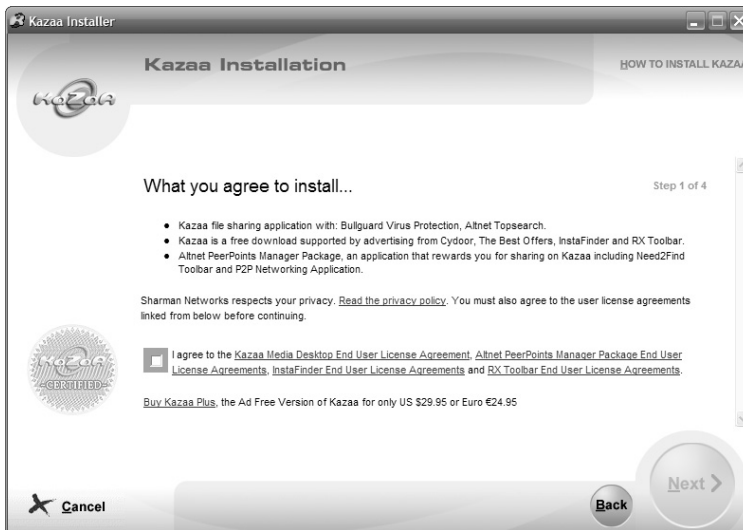 Kazaa Installer
Kazaa Installation
HOW TO INSTALL KAZAA
KaZaA
What you agree to install...
Step 1 of 4
• Kazaa file sharing application with: Bullguard Virus Protection, Altnet Topsearch.
• Kazaa is a free download supported by advertising from Cydoor, The Best Offers, InstaFinder and RX Toolbar.
• Altnet PeerPoints Manager Package, an application that rewards you for sharing on Kazaa including Need2Find
Toolbar and P2P Networking Application.
Sharman Networks respects your privacy. Read the privacy policy. You must also agree to the user license agreements
linked from below before continuing.
I agree to the Kazaa Media Desktop End User License Agreement, Altnet PeerPoints Manager Package End User
License Agreements, InstaFinder End User License Agreements and RX Toolbar End User License Agreements.
KaZaA
CERTIFIED
Buy Kazaa Plus, the Ad Free Version of Kazaa for only US $29.95 or Euro €24.95
Cancel
Back
Next